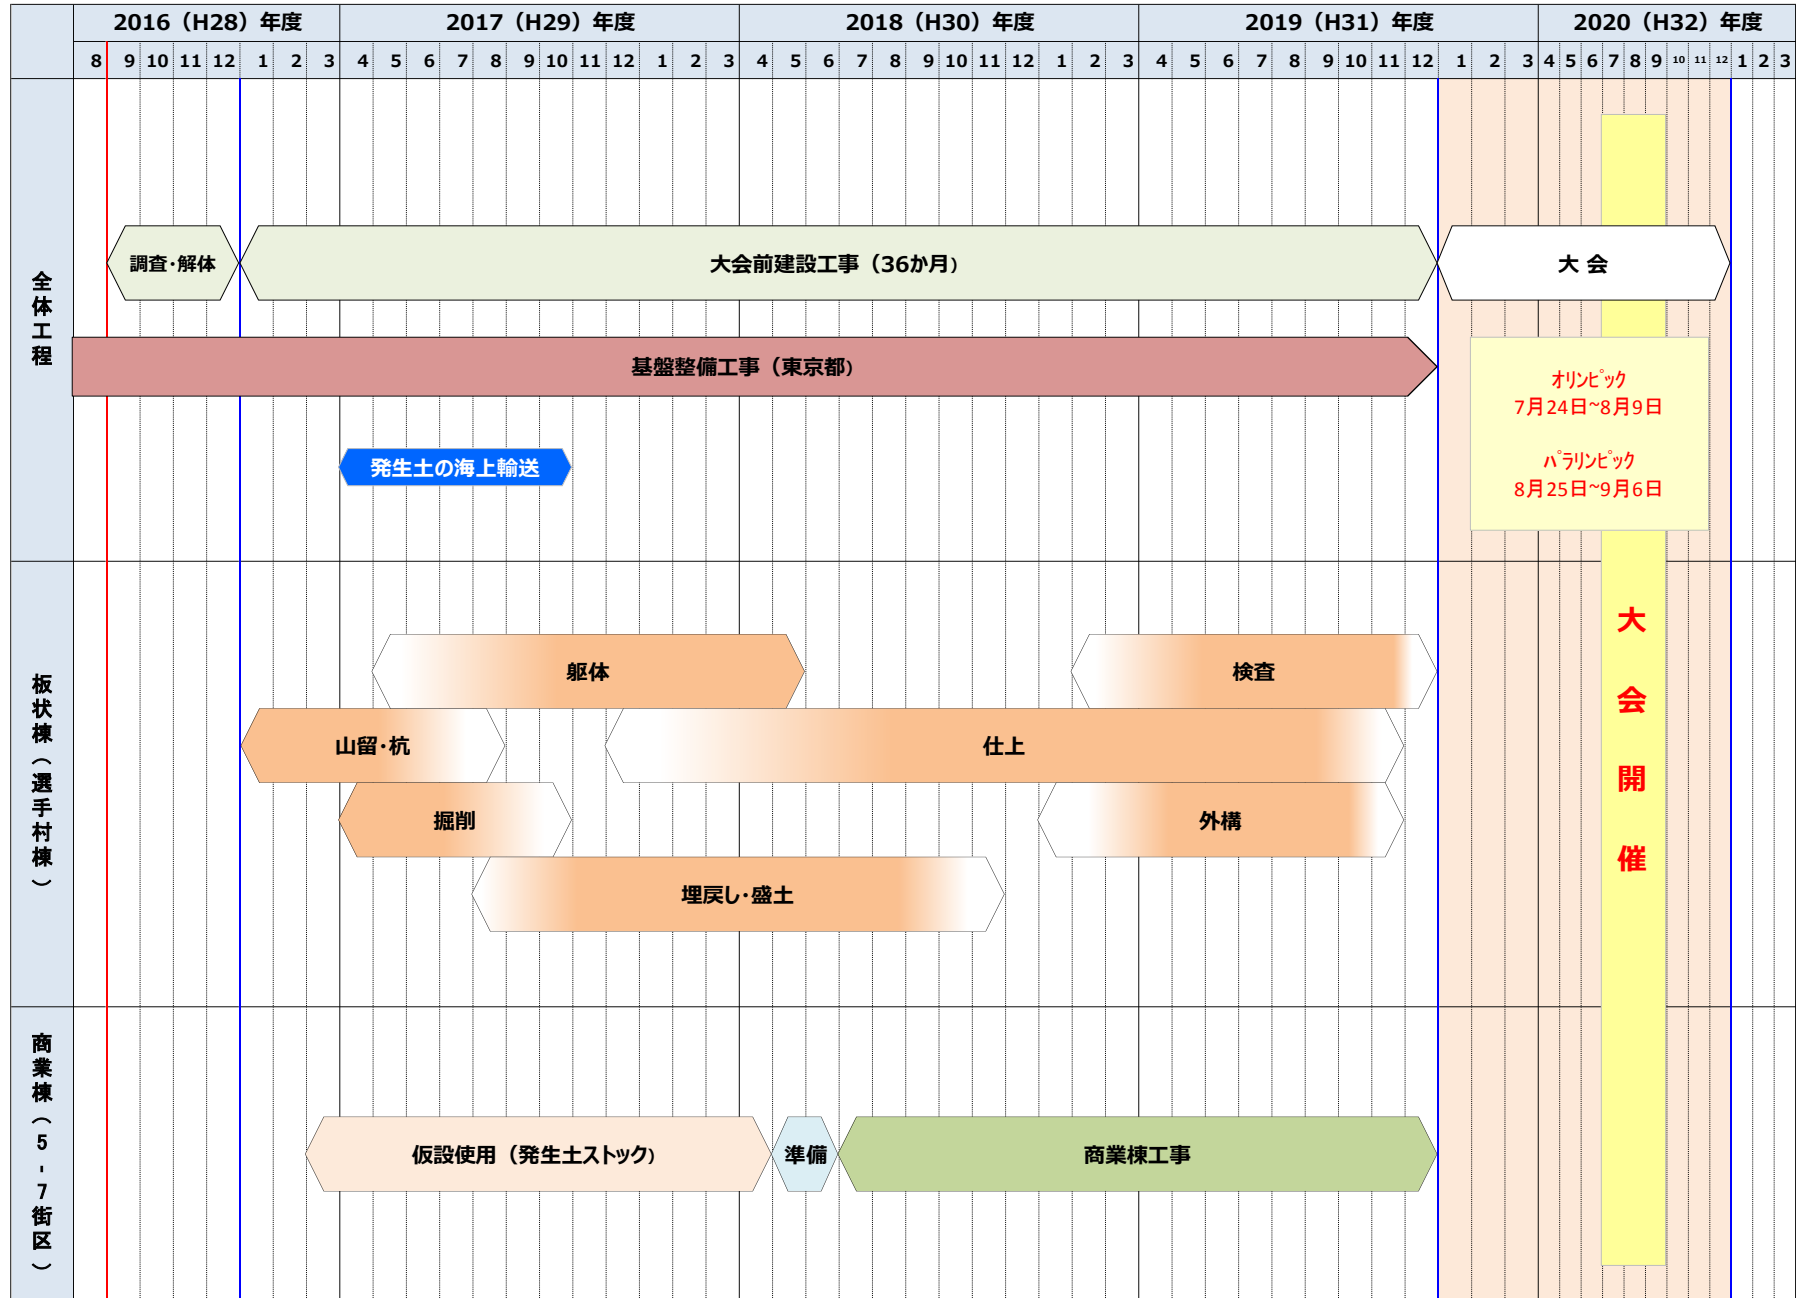 2016（H28）年度 2017（H29）年度 2018（H30）年度 2019（H31）年度 2020（H32）年度
8 9 10 11 12 1 2 3 4 5 6 7 8 9 10 11 12 1 2 3 4 5 6 7 8 9 10 11 12 1 2 3 4 5 6 7 8 9 10 11 12 1 2 3 4 5 6 7 8 9 10 11 12 1 2 3
全体工程
調査・解体
大会前建設工事（36か月）
大 会
基盤整備工事（東京都）
ｵﾘﾝﾋﾟｯｸ
7月24日~8月9日
ﾊﾟﾗﾘﾝﾋﾟｯｸ
8月25日~9月6日
発生土の海上輸送
大会開催
板状棟（選手村棟）
躯体
検査
山留・杭
仕上
掘削
外構
埋戻し・盛土
商業棟（5-7街区）
仮設使用（発生土ストック）
準備
商業棟工事